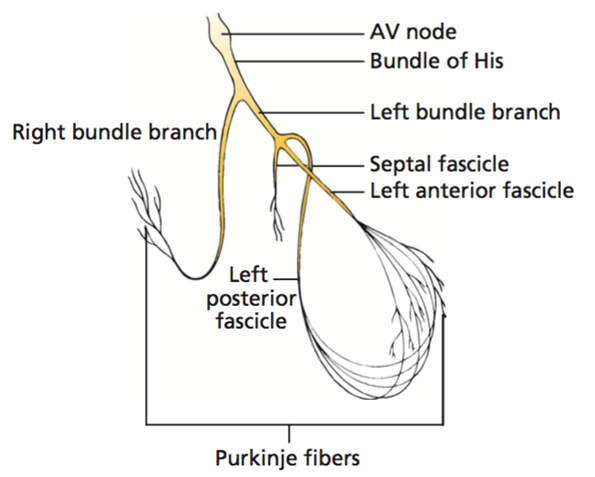 AV node
Bundle of His
Left bundle branch
Right bundle branch
Septal fascicle
Left anterior fascicle
Left
posterior
fascicle
Purkinje fibers